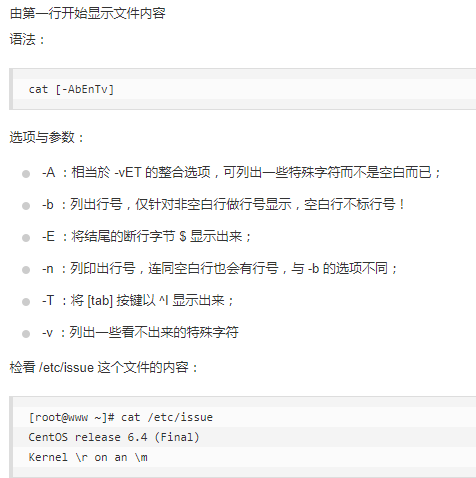 由第一行开始显示文件内容
语法：
cat [-AbEnTv]
选项与参数：
-A ：相当於 -vET 的整合选项，可列出一些特殊字符而不是空白而已；
-b ：列出行号，仅针对非空白行做行号显示，空白行不标行号！
-E ：将结尾的断行字节 $ 显示出来；
-n ：列印出行号，连同空白行也会有行号，与 -b 的选项不同；
-T ：将 [tab] 按键以 ^I 显示出来；
-v ：列出一些看不出来的特殊字符
检看 /etc/issue 这个文件的内容：
[root@www ~]# cat /etc/issue
CentOS release 6.4 (Final)
Kernel \r on an \m